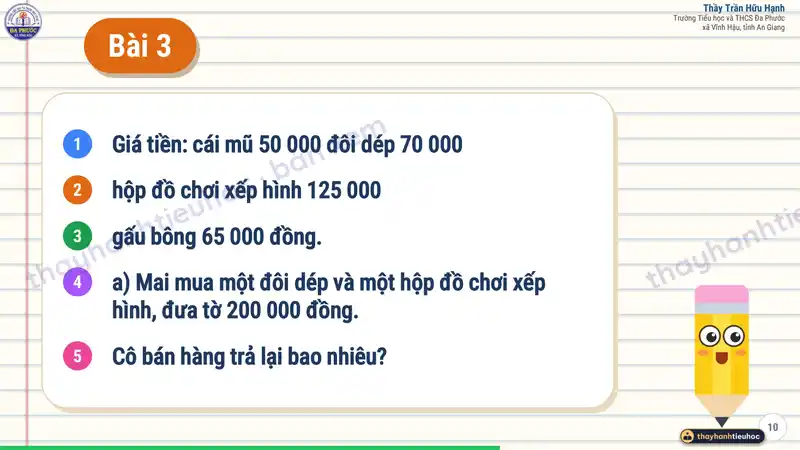 Thầy Trần Hữu Hạnh
Trường Tiểu học và THCS Đa Phước
xã Vĩnh Hậu, tỉnh An Giang
ĐA PHƯỚC
Bài 3
1 Giá tiền: cái mũ 50 000 đôi dép 70 000
2 hộp đồ chơi xếp hình 125 000
3 gấu bông 65 000 đồng.
4 a) Mai mua một đôi dép và một hộp đồ chơi xếp
hình, đưa tờ 200 000 đồng.
5 Cô bán hàng trả lại bao nhiêu?
10
thayhanhtieuhoc